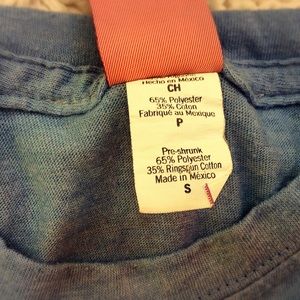 Hecho en México
CH
65% Polyester
35% Coton
Fabriqué au Mexique
P
Pre-shrunk
65% Polyester
35% Ringspun Cotton
Made in México
S